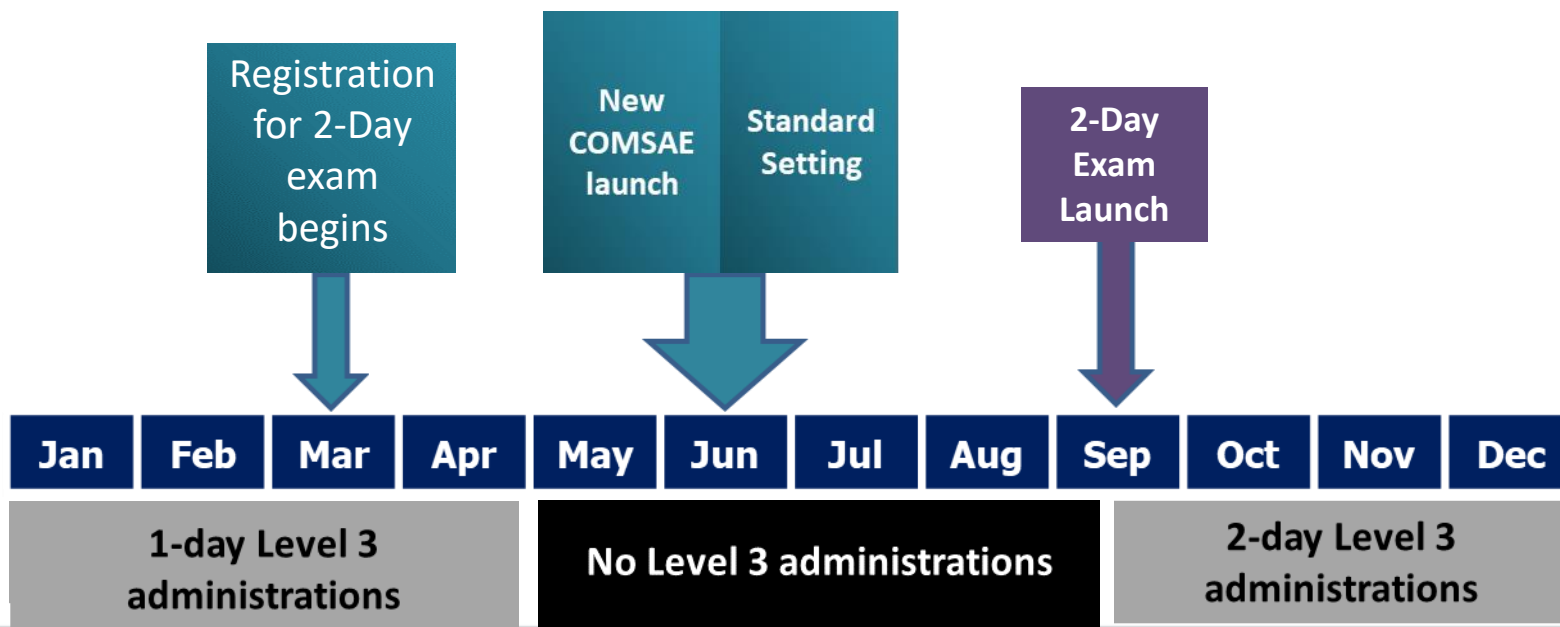 Registration
for 2-Day
exam
begins
New
COMSAE
launch
Standard
Setting
2-Day
Exam
Launch
Jan Feb Mar Apr May Jun Jul Aug Sep Oct Nov Dec
1-day Level 3
administrations
No Level 3 administrations
2-day Level 3
administrations